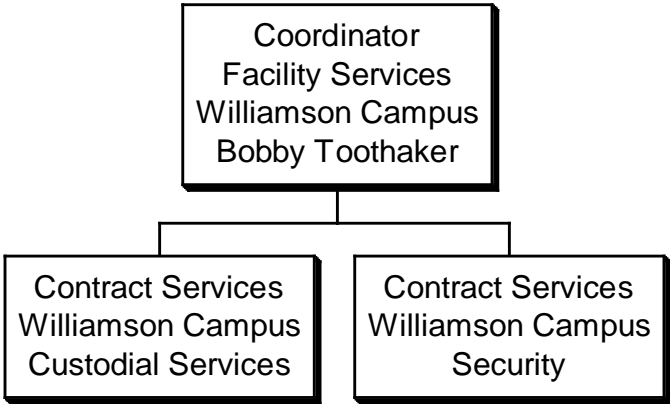 Coordinator
Facility Services
Williamson Campus
Bobby Toothaker
Contract Services
Williamson Campus
Custodial Services
Contract Services
Williamson Campus
Security